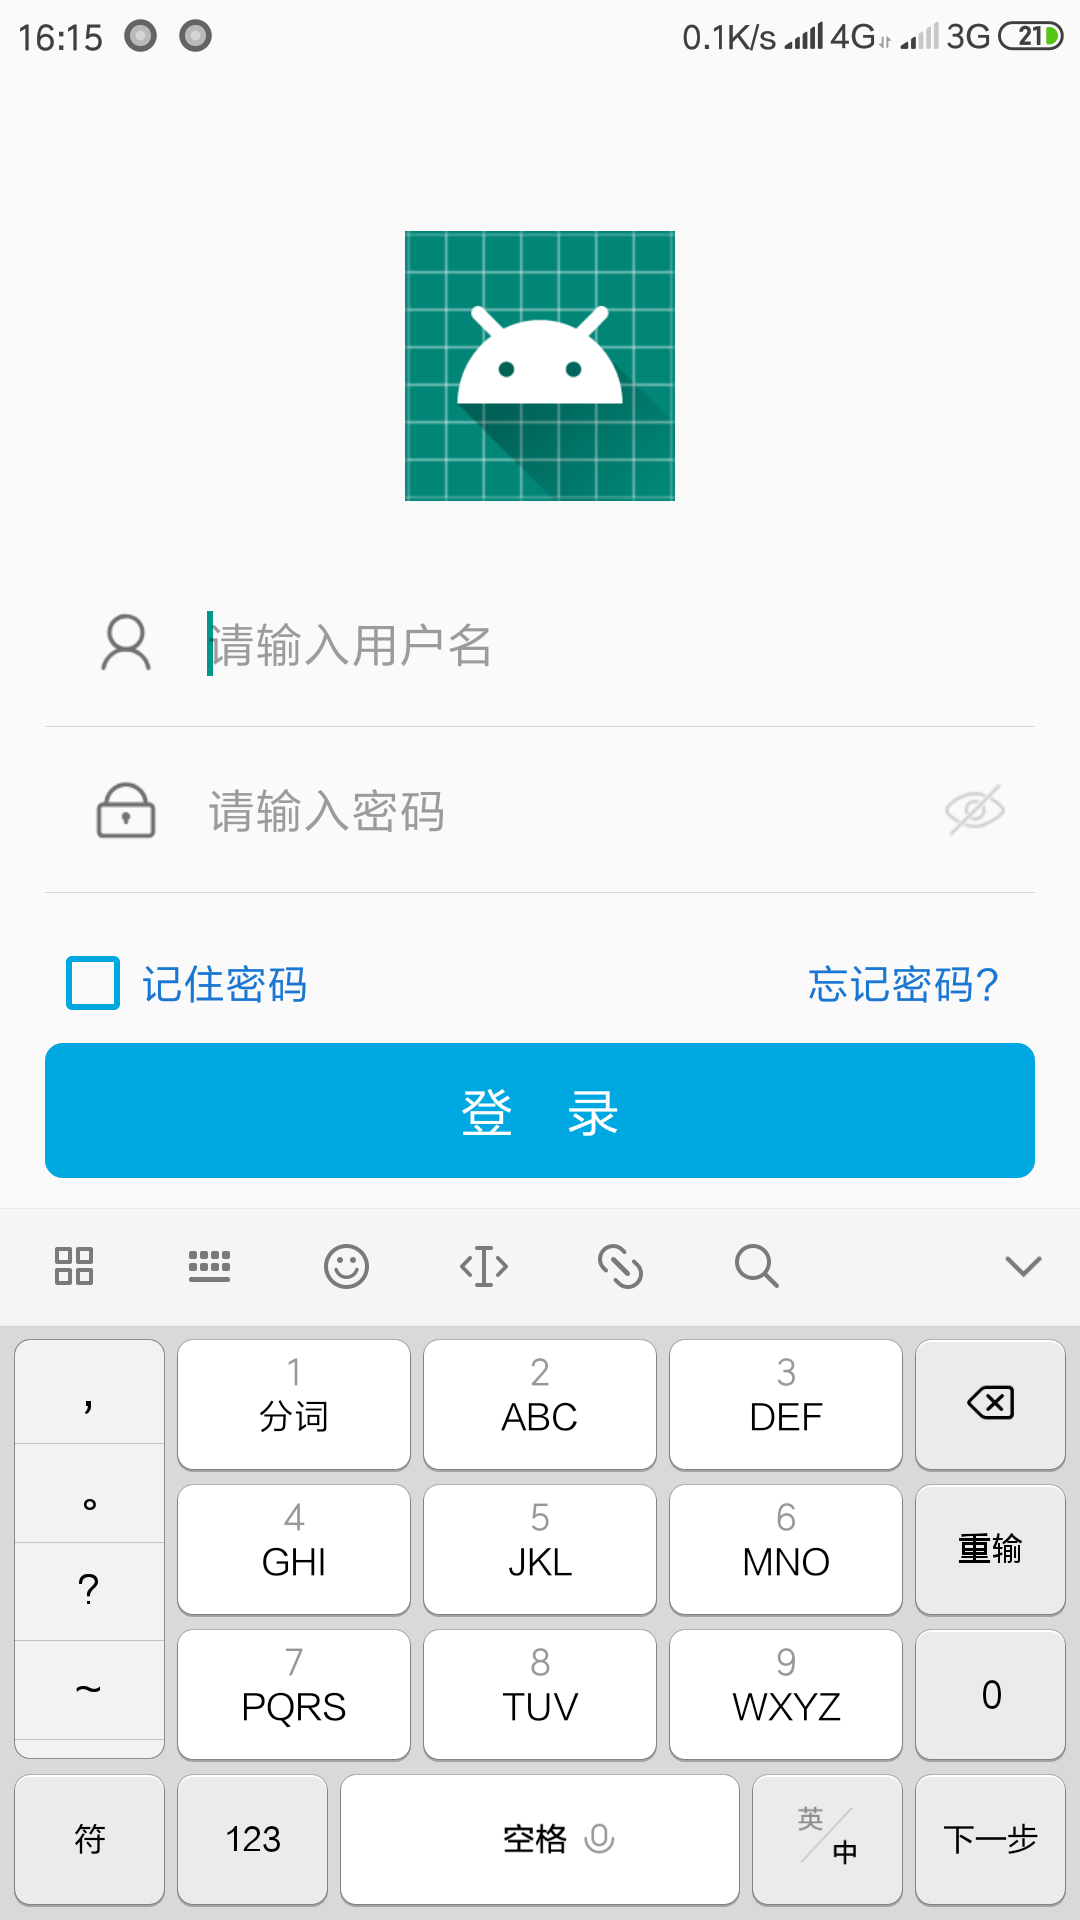 16:15 0.1K/s 4G 3G 21
请输入用户名
请输入密码
记住密码 忘记密码?
登 录
, 1 2 3
分词 ABC DEF
。 4 5 6
GHI JKL MNO 重输
?
7 8 9
~ PQRS TUV WXYZ 0
符 123 空格 英 中 下一步